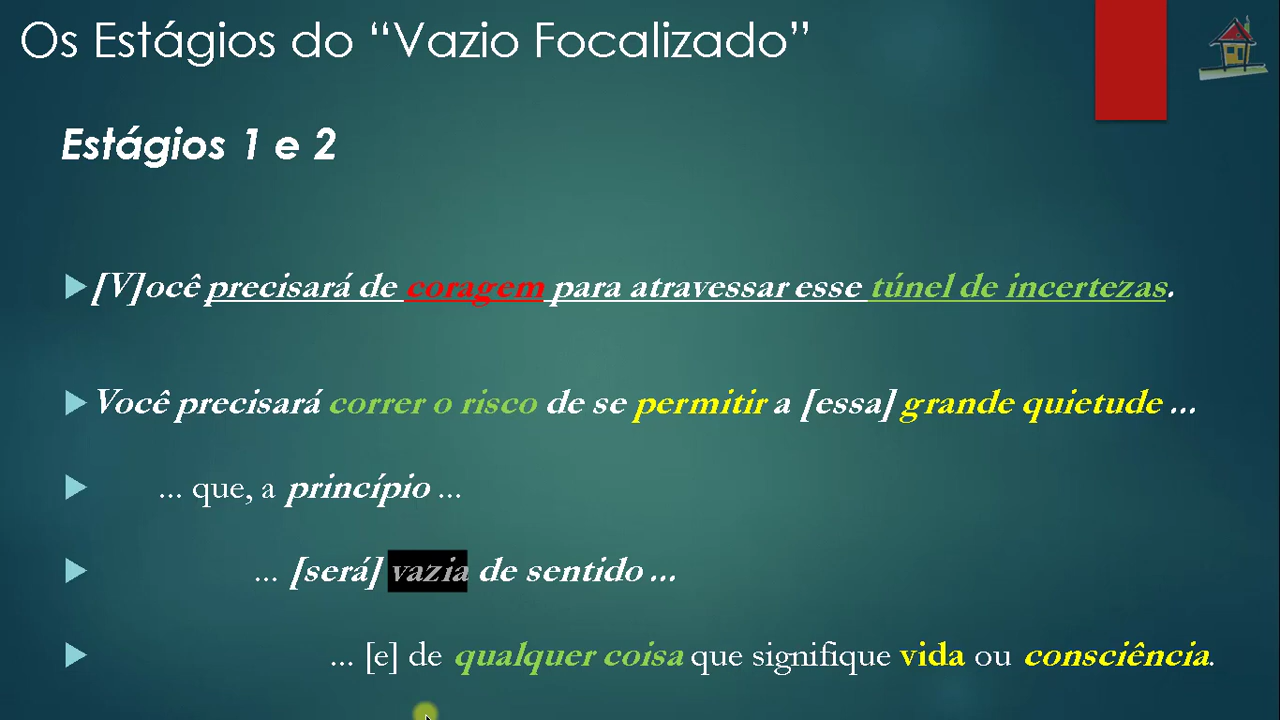 Os Estágios do “Vazio Focalizado”
Estágios 1 e 2
[V]ocê precisará de coragem para atravessar esse túnel de incertezas.
Você precisará correr o risco de se permitir a [essa] grande quietude ...
... que, a princípio ...
... [será] vazia de sentido ...
... [e] de qualquer coisa que signifique vida ou consciência.